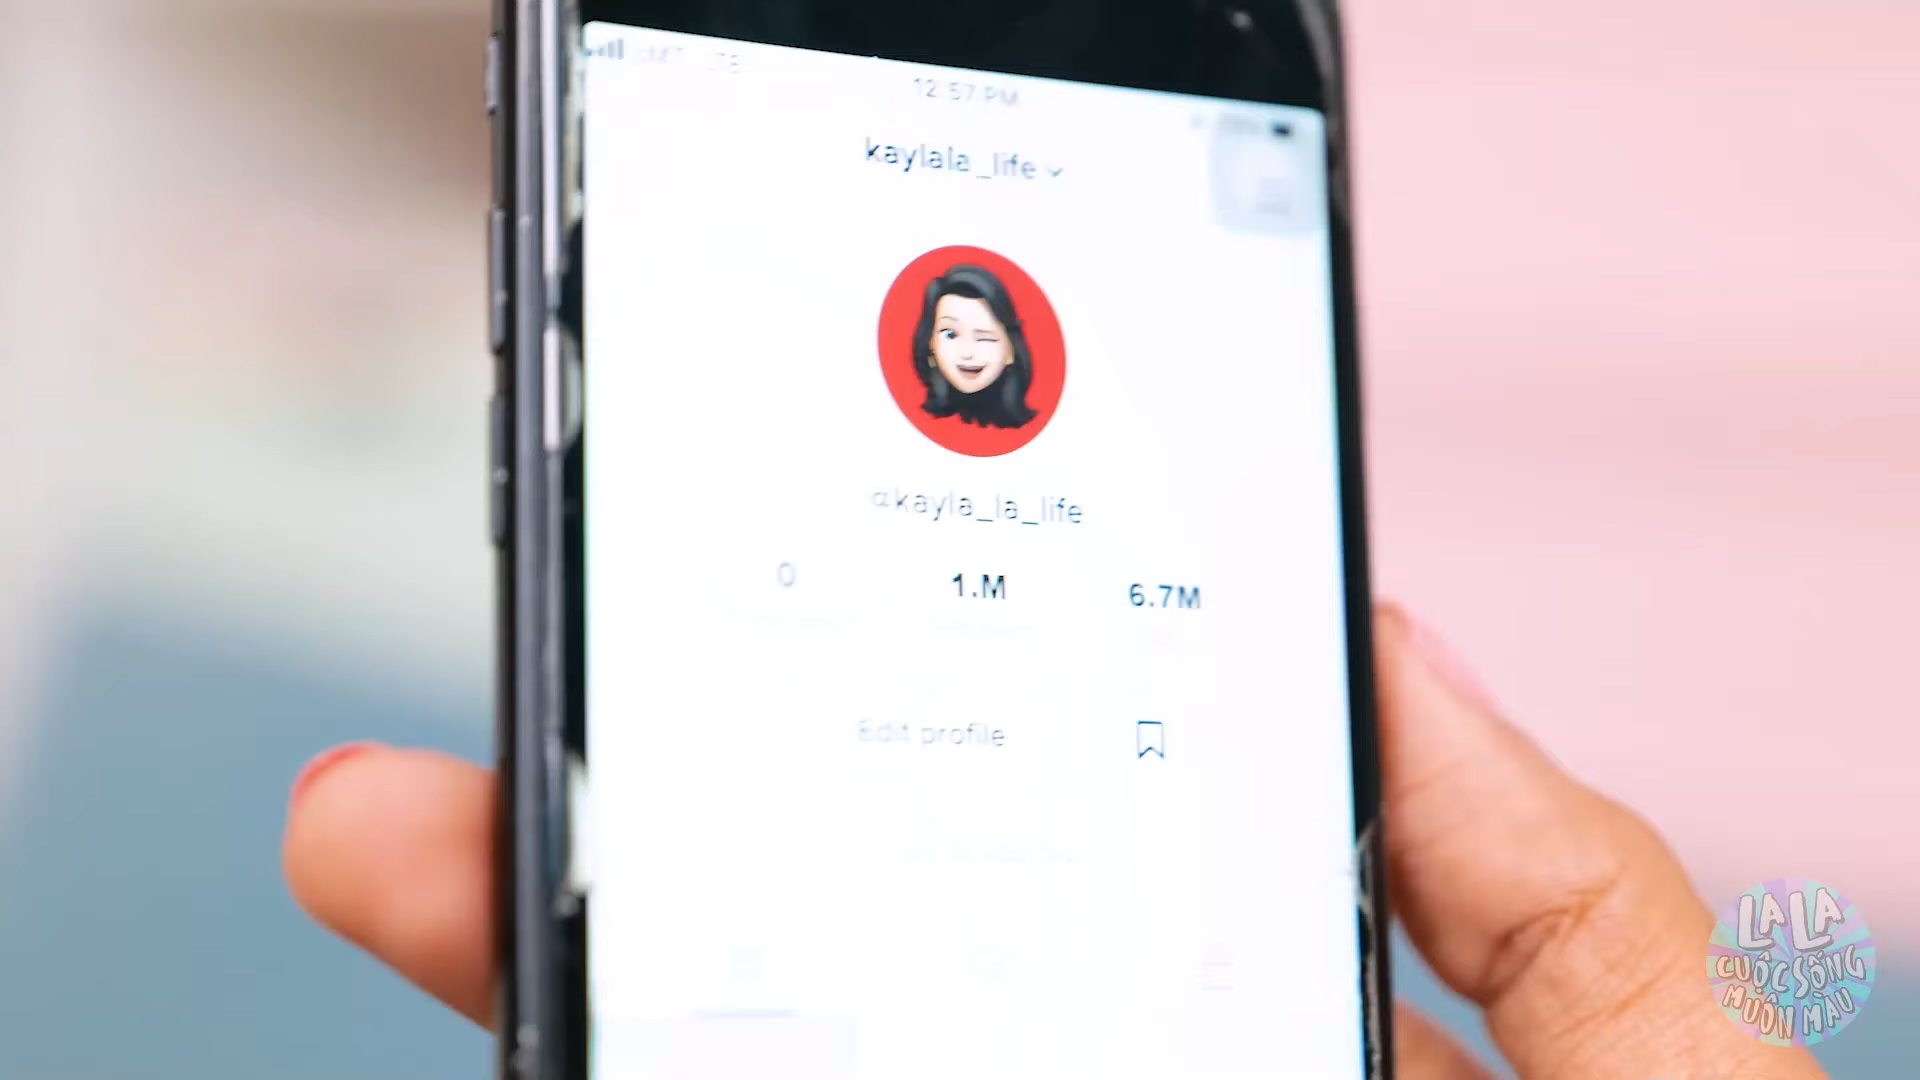 12:57 PM
kaylala_life
@kayla_la_life
0
1.M
6.7M
Edit profile
LA LA
CUỘC SỐNG
MUÔN MÀU